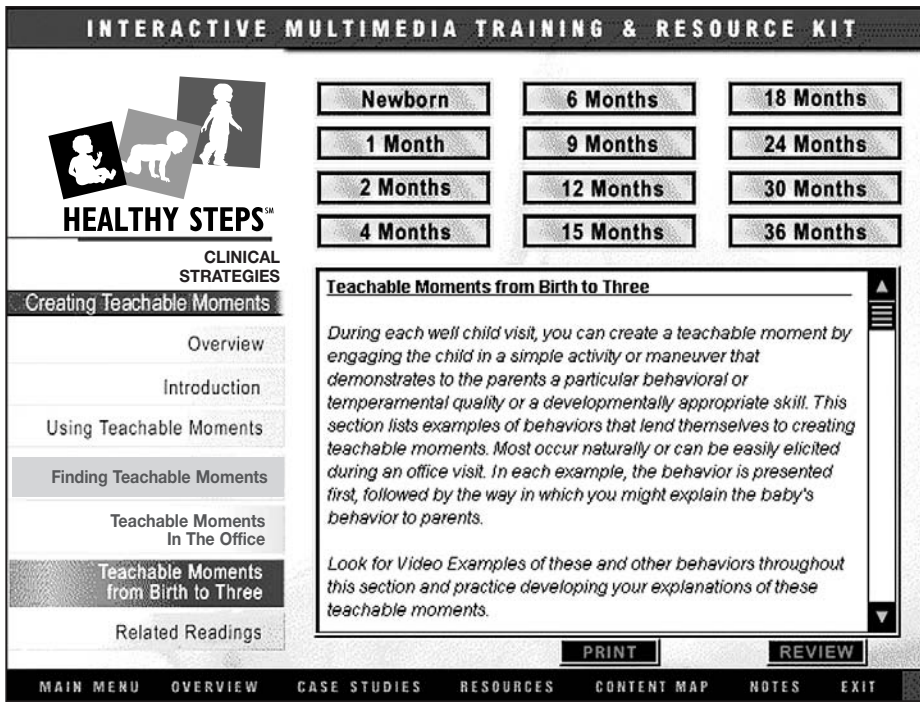 INTERACTIVE MULTIMEDIA TRAINING & RESOURCE KIT
HEALTHY STEPS℠
CLINICAL
STRATEGIES
Creating Teachable Moments
Overview
Introduction
Using Teachable Moments
Finding Teachable Moments
Teachable Moments
In The Office
Teachable Moments
from Birth to Three
Related Readings
Newborn
6 Months
18 Months
1 Month
9 Months
24 Months
2 Months
12 Months
30 Months
4 Months
15 Months
36 Months
Teachable Moments from Birth to Three
During each well child visit, you can create a teachable moment by
engaging the child in a simple activity or maneuver that
demonstrates to the parents a particular behavioral or
temperamental quality or a developmentally appropriate skill. This
section lists examples of behaviors that lend themselves to creating
teachable moments. Most occur naturally or can be easily elicited
during an office visit. In each example, the behavior is presented
first, followed by the way in which you might explain the baby's
behavior to parents.
Look for Video Examples of these and other behaviors throughout
this section and practice developing your explanations of these
teachable moments.
PRINT
REVIEW
MAIN MENU OVERVIEW CASE STUDIES RESOURCES CONTENT MAP NOTES EXIT